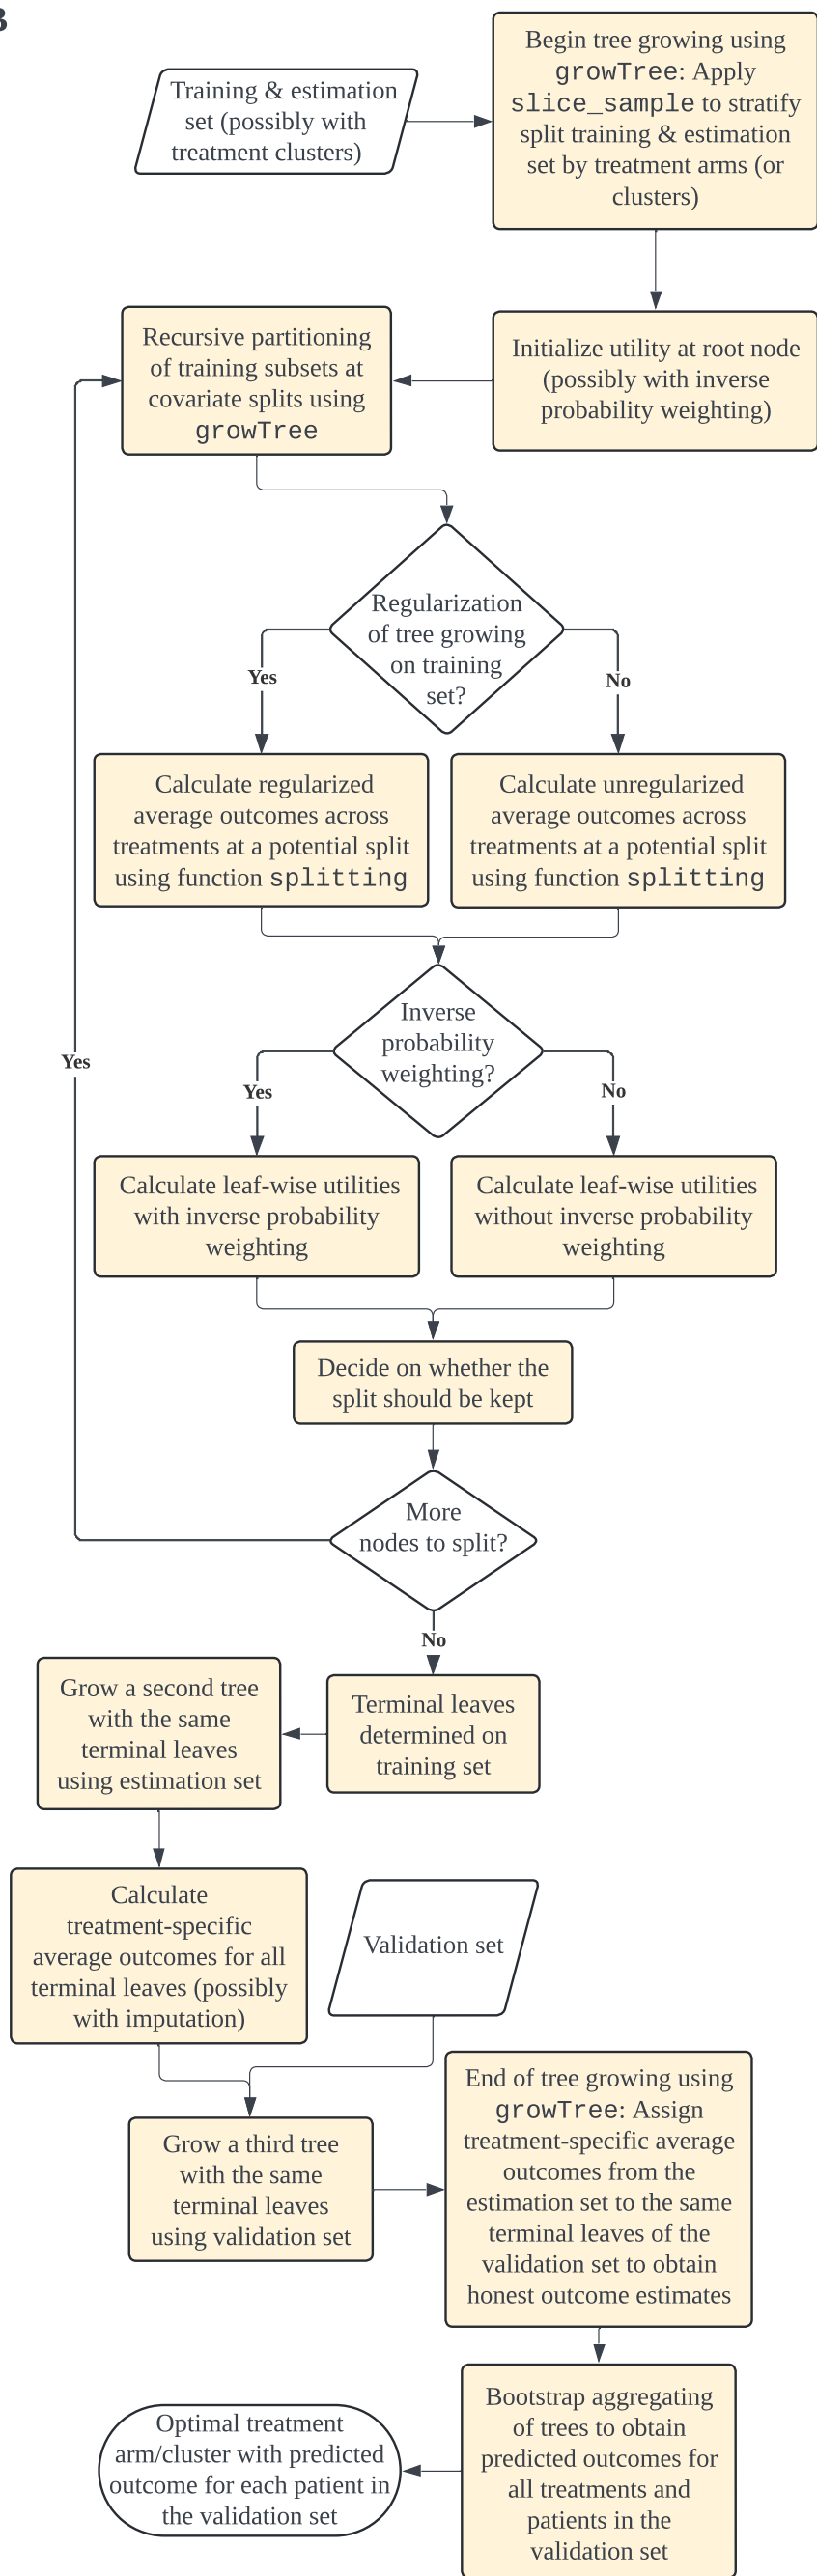 B
Training & estimation
set (possibly with
treatment clusters)
Begin tree growing using
growTree: Apply
slice_sample to stratify
split training & estimation
set by treatment arms (or
clusters)
Initialize utility at root node
(possibly with inverse
probability weighting)
Recursive partitioning
of training subsets at
covariate splits using
growTree
Regularization
of tree growing
on training
set?
Yes
No
Calculate regularized
average outcomes across
treatments at a potential split
using function splitting
Calculate unregularized
average outcomes across
treatments at a potential split
using function splitting
Inverse
probability
weighting?
Yes
Yes
No
Calculate leaf-wise utilities
with inverse probability
weighting
Calculate leaf-wise utilities
without inverse probability
weighting
Decide on whether the
split should be kept
More
nodes to split?
No
Terminal leaves
determined on
training set
Grow a second tree
with the same
terminal leaves
using estimation set
Calculate
treatment-specific
average outcomes for all
terminal leaves (possibly
with imputation)
Validation set
Grow a third tree
with the same
terminal leaves
using validation set
End of tree growing using
growTree: Assign
treatment-specific average
outcomes from the
estimation set to the same
terminal leaves of the
validation set to obtain
honest outcome estimates
Bootstrap aggregating
of trees to obtain
predicted outcomes for
all treatments and
patients in the
validation set
Optimal treatment
arm/cluster with predicted
outcome for each patient in
the validation set